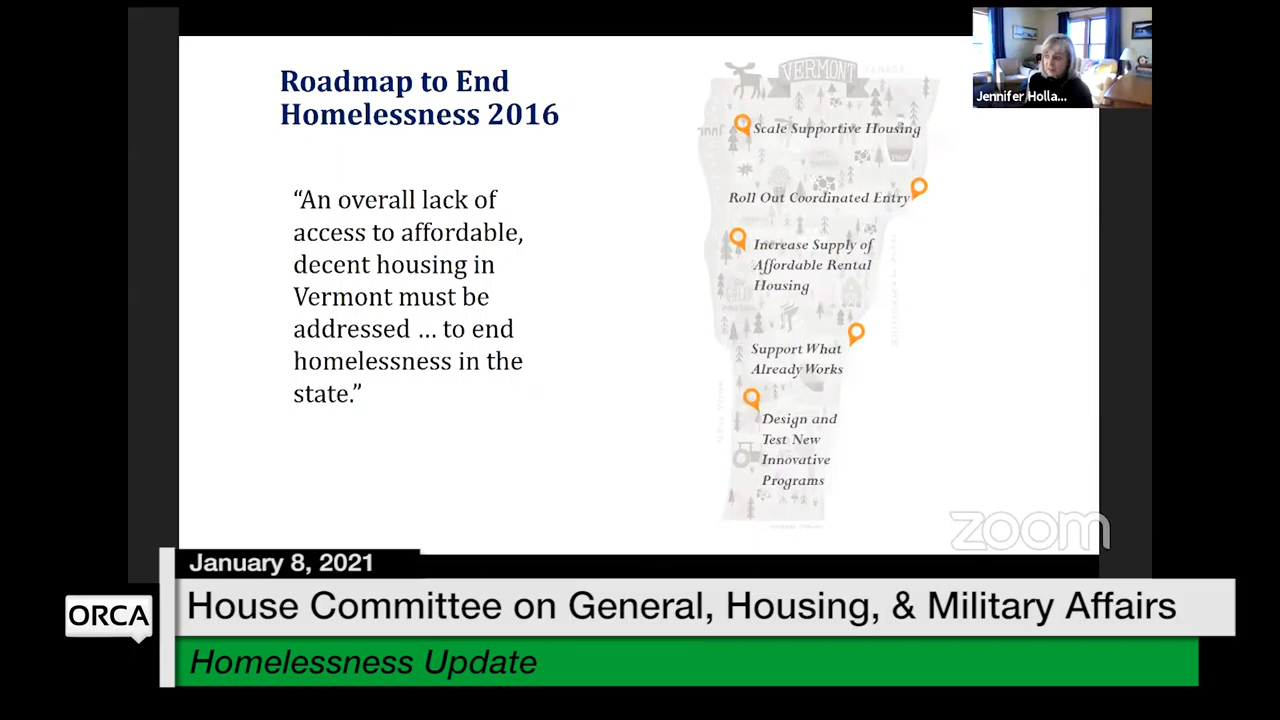 Roadmap to End
Homelessness 2016
“An overall lack of
access to affordable,
decent housing in
Vermont must be
addressed ... to end
homelessness in the
state.”
VERMONT
CANADA
Scale Supportive Housing
Roll Out Coordinated Entry
Increase Supply of
Affordable Rental
Housing
Support What
Already Works
Design and
Test New
Innovative
Programs
Jennifer Holla...
zoom
January 8, 2021
ORCA
House Committee on General, Housing, & Military Affairs
Homelessness Update